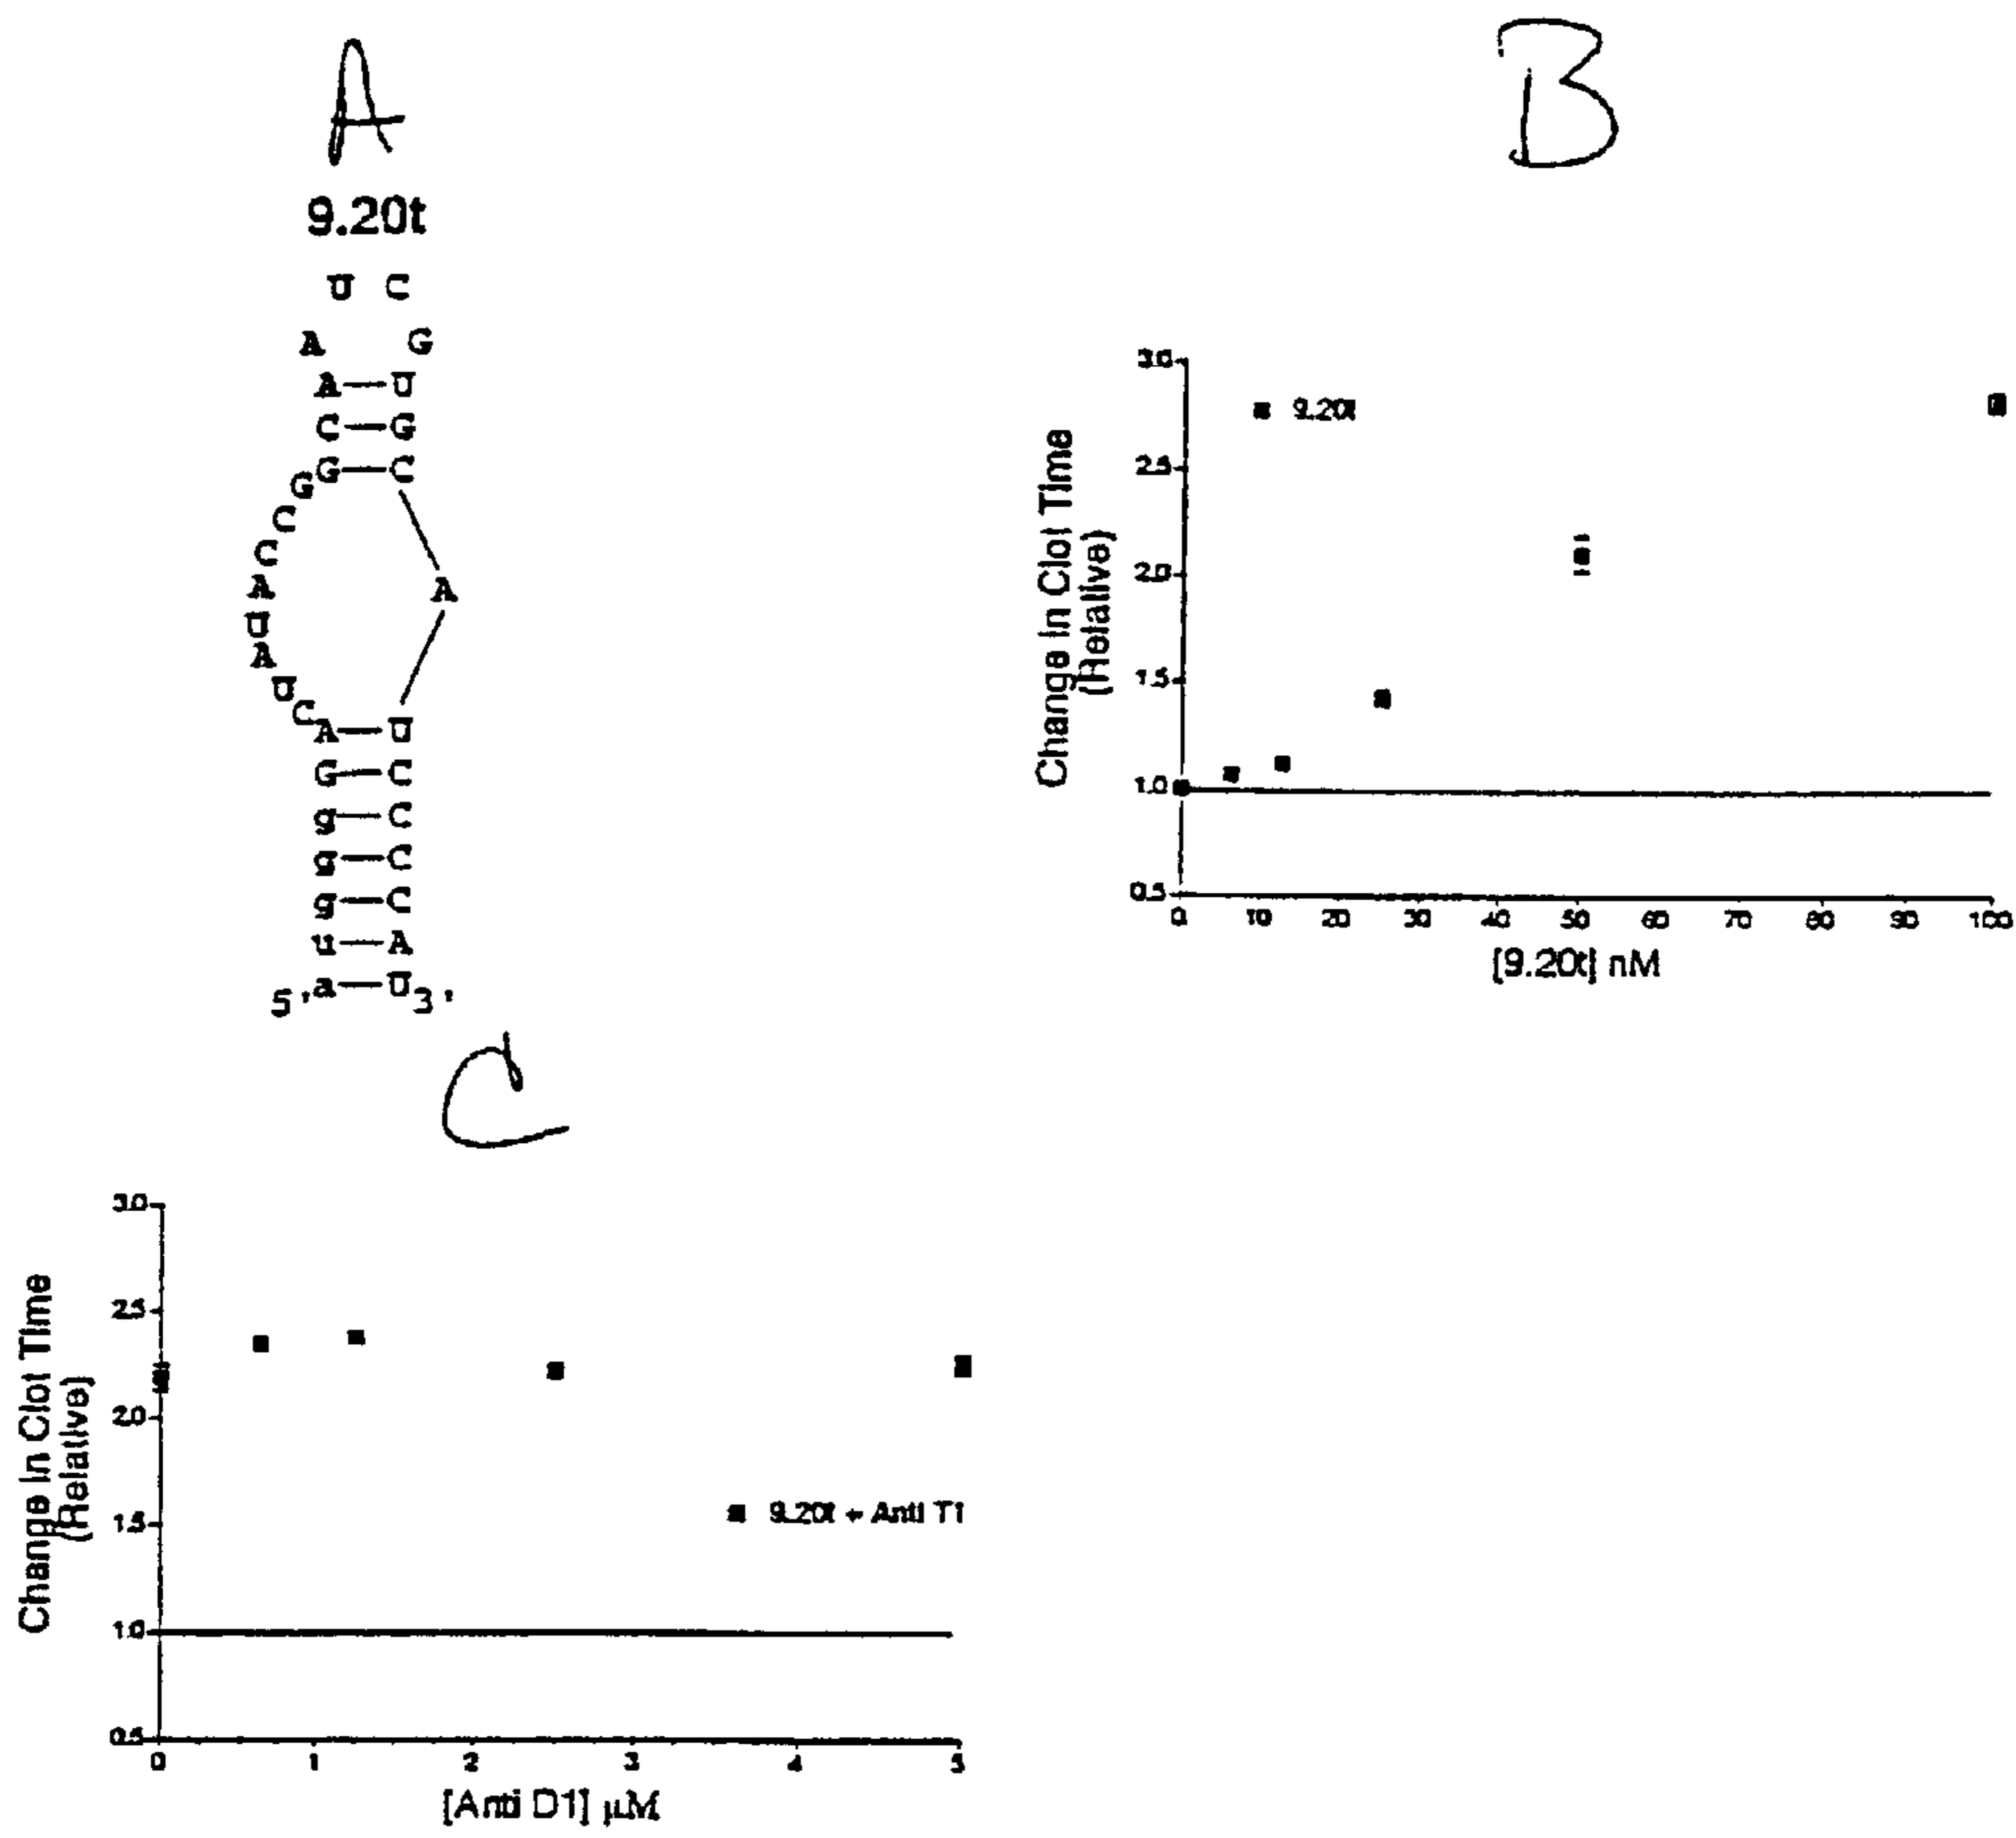 A
9.20t
U C
A G
A—U
C—G
G G—C
C
C
A A
U
A
U
C A—U
G—C
g—C
g—C
g—C
u—A
5'a—U3'
B
3.0
9.20t
2.5
2.0
1.5
1.0
0.5
Change in Clot Time
(Relative)
0 10 20 30 40 50 60 70 80 90 100
[9.20t] nM
C
3.0
2.5
2.0
9.20t + Anti T1
1.5
1.0
0.5
Change in Clot Time
(Relative)
0 1 2 3 4 5
[Anti D1] µM